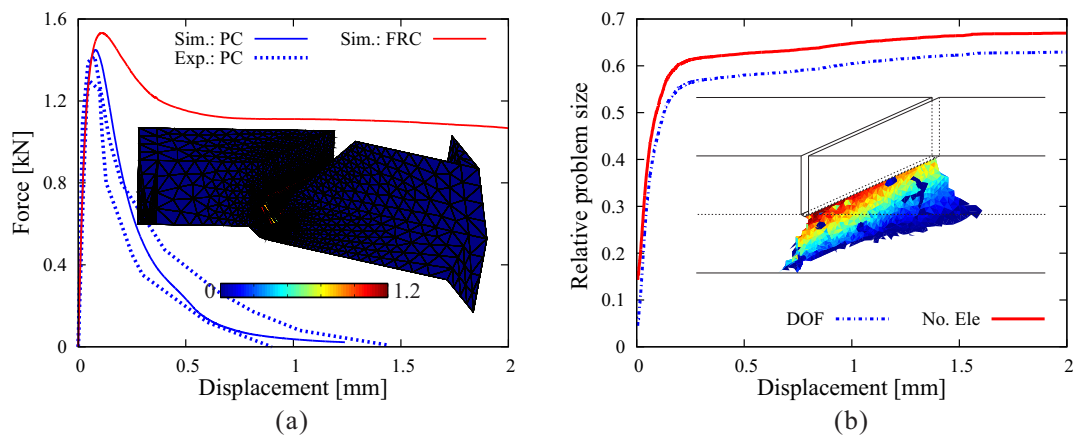 1.6
1.2
0.8
0.4
0
Force [kN]
Sim.: PC
Exp.: PC
Sim.: FRC
0
1.2
0 0.5 1 1.5 2
Displacement [mm]
(a)
0.7
0.6
0.5
0.4
0.3
0.2
0.1
0
Relative problem size
DOF
No. Ele
0 0.5 1 1.5 2
Displacement [mm]
(b)